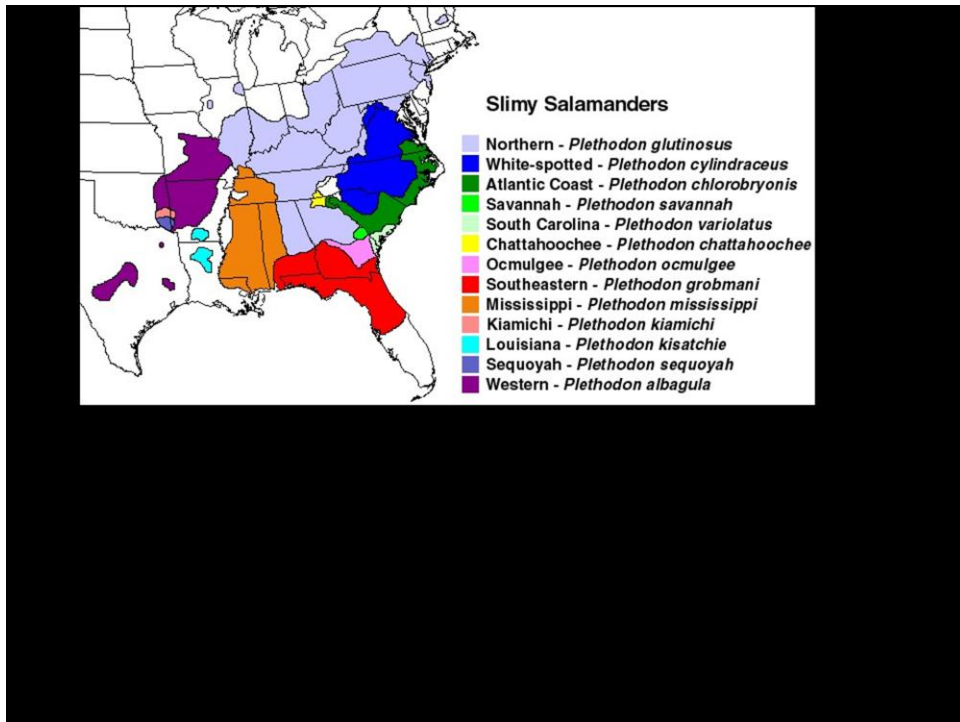 Slimy Salamanders
Northern - Plethodon glutinosus
White-spotted - Plethodon cylindraceus
Atlantic Coast - Plethodon chlorobryonis
Savannah - Plethodon savannah
South Carolina - Plethodon variolatus
Chattahoochee - Plethodon chattahoochee
Ocmulgee - Plethodon ocmulgee
Southeastern - Plethodon grobmani
Mississippi - Plethodon mississippi
Kiamichi - Plethodon kiamichi
Louisiana - Plethodon kisatchie
Sequoyah - Plethodon sequoyah
Western - Plethodon albagula